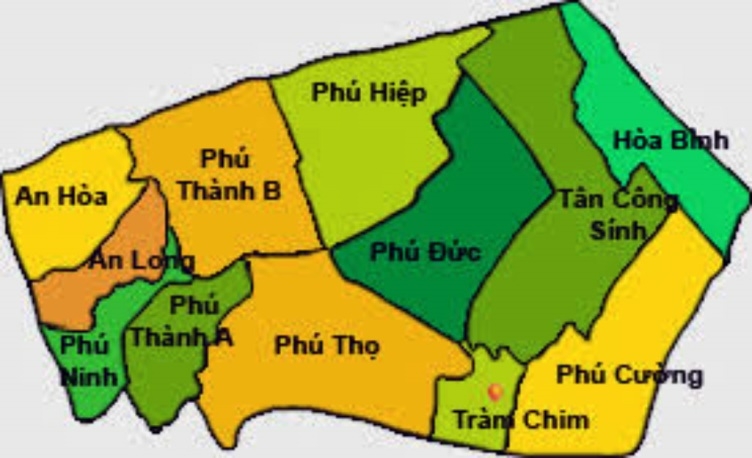 Phú Hiệp
Hòa Bình
Phú
Thành B
An Hòa
Tân Công
Sính
Phú Đức
An Long
Phú
Thành A
Phú
Ninh
Phú Thọ
Phú Cường
Tràm Chim